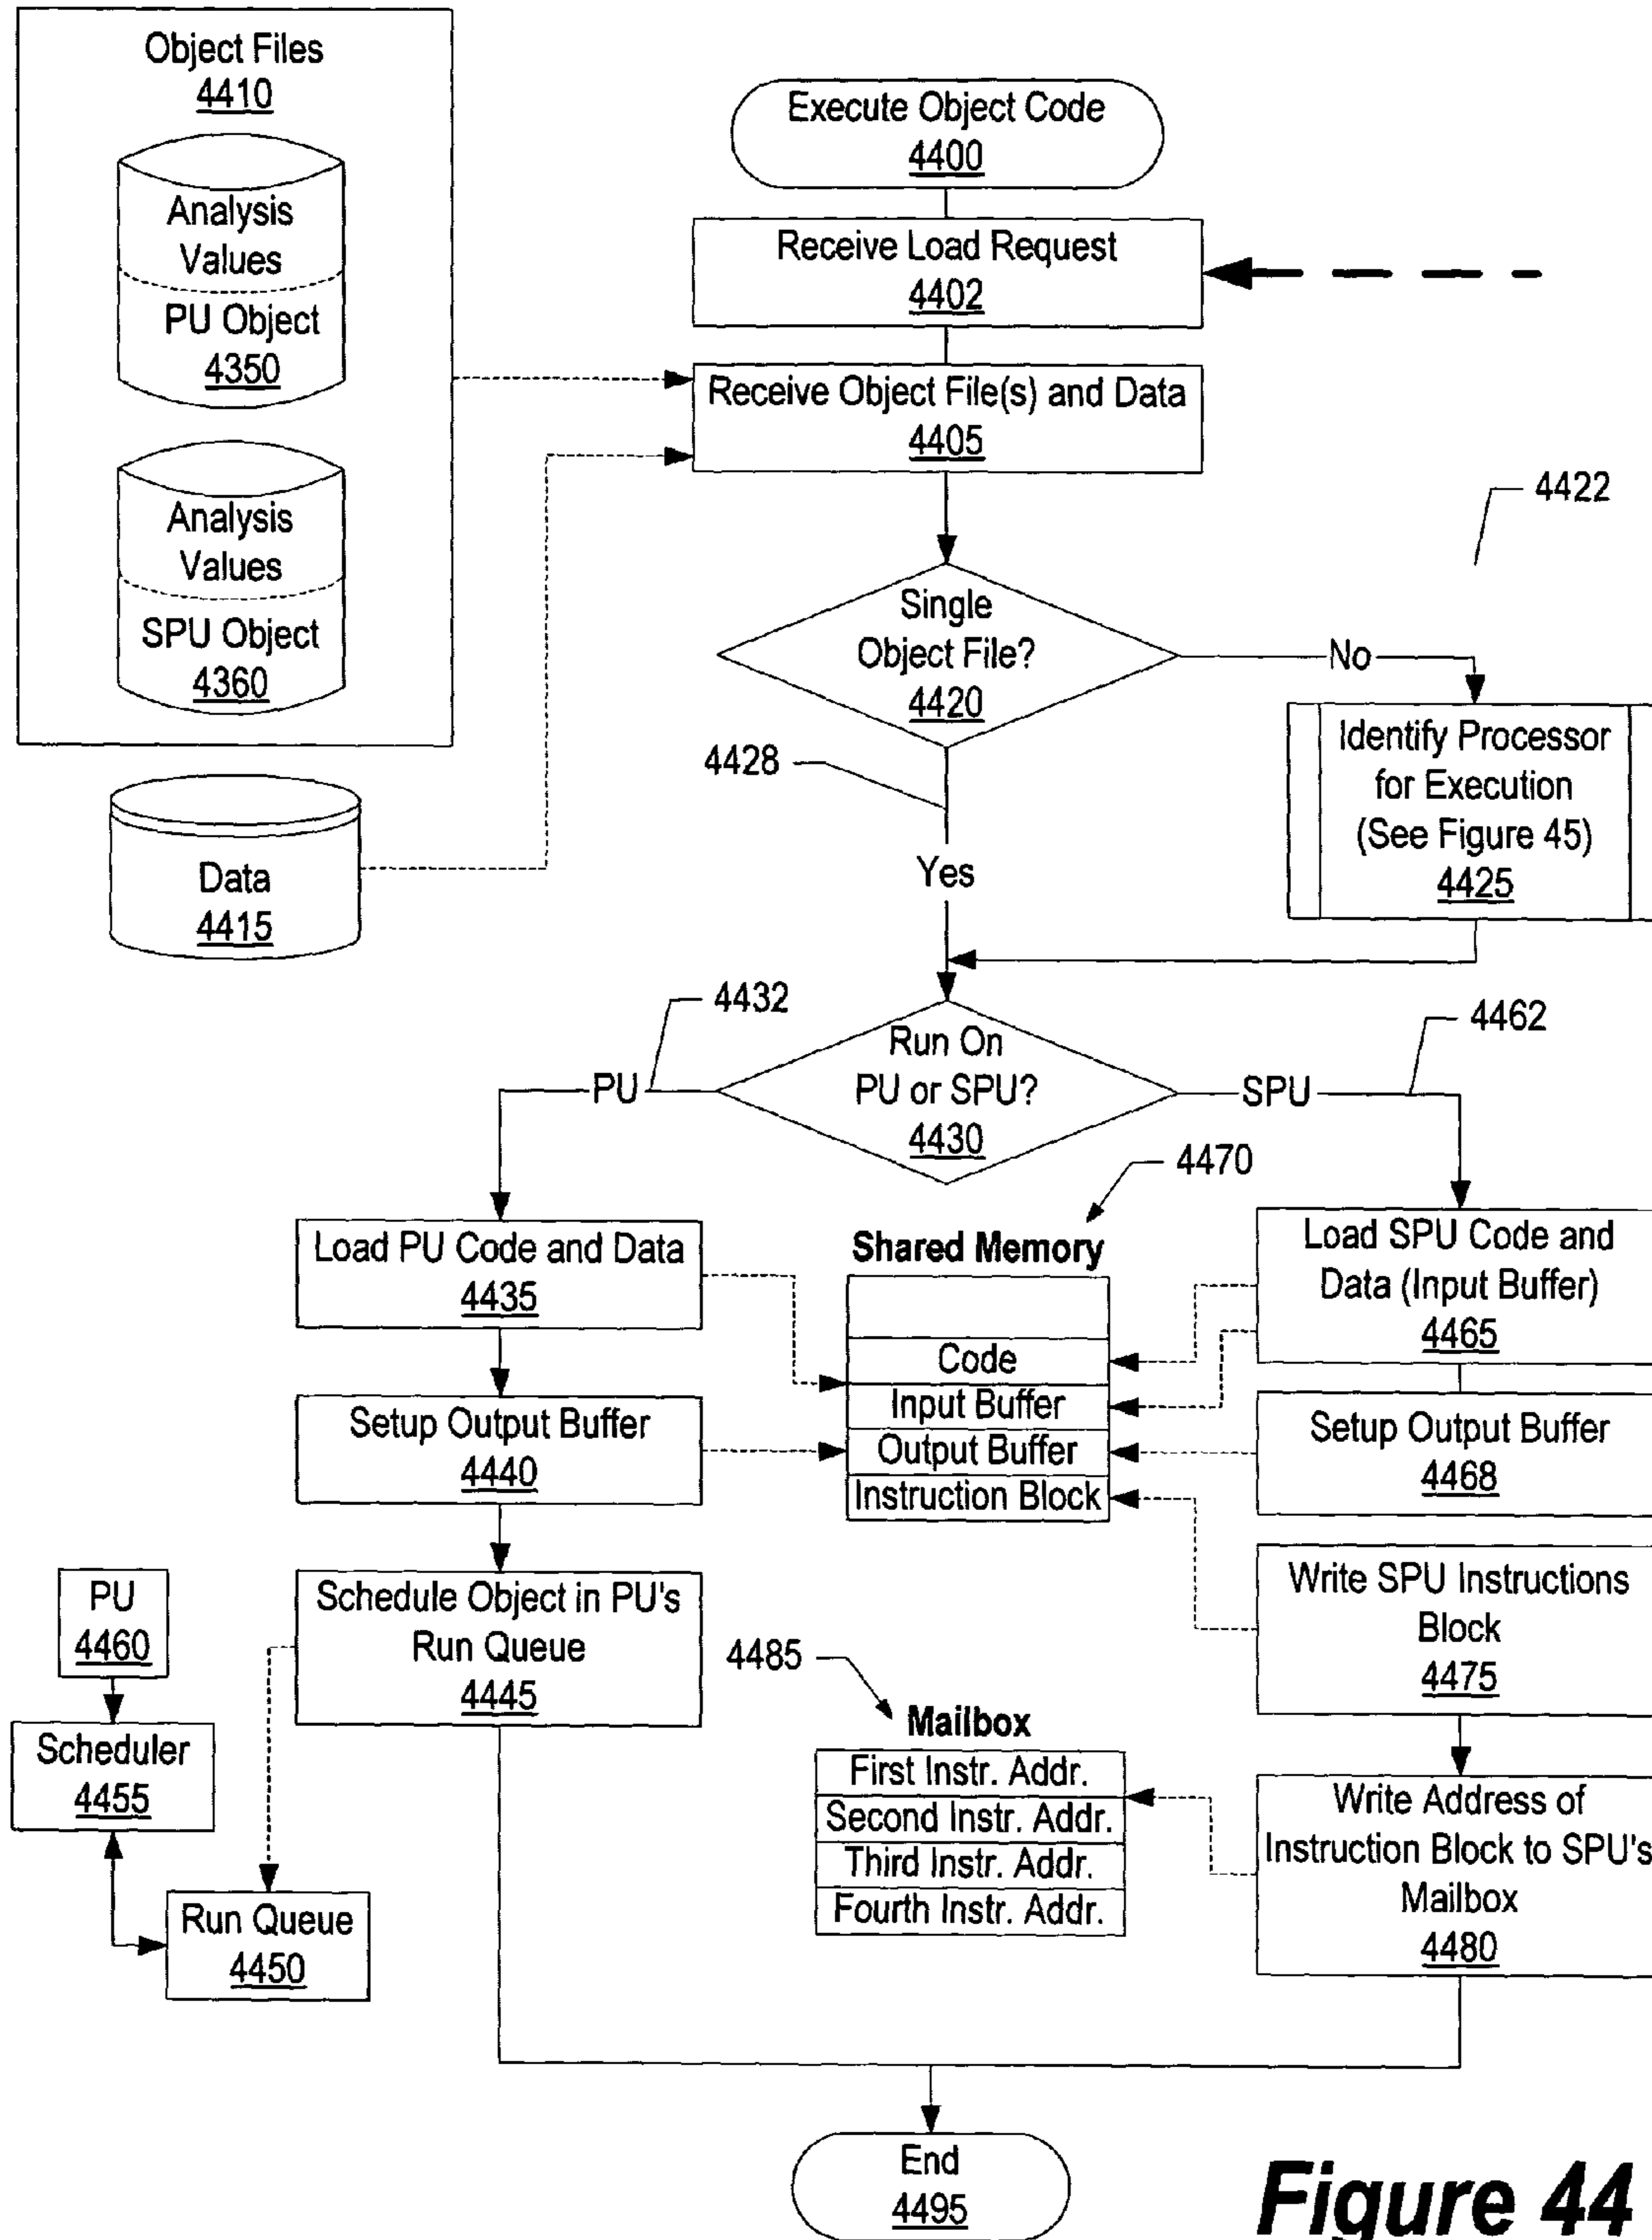 Object Files
4410
Analysis
Values
PU Object
4350
Analysis
Values
SPU Object
4360
Data
4415
Execute Object Code
4400
Receive Load Request
4402
Receive Object File(s) and Data
4405
Single
Object File?
4420
4422
No
Identify Processor
for Execution
(See Figure 45)
4425
4428
Yes
Run On
PU or SPU?
4430
4432
PU
4462
SPU
Load PU Code and Data
4435
Setup Output Buffer
4440
Schedule Object in PU's
Run Queue
4445
PU
4460
Scheduler
4455
Run Queue
4450
4470
Shared Memory
Code
Input Buffer
Output Buffer
Instruction Block
Load SPU Code and
Data (Input Buffer)
4465
Setup Output Buffer
4468
Write SPU Instructions
Block
4475
Write Address of
Instruction Block to SPU's
Mailbox
4480
4485
Mailbox
First Instr. Addr.
Second Instr. Addr.
Third Instr. Addr.
Fourth Instr. Addr.
End
4495
Figure 44